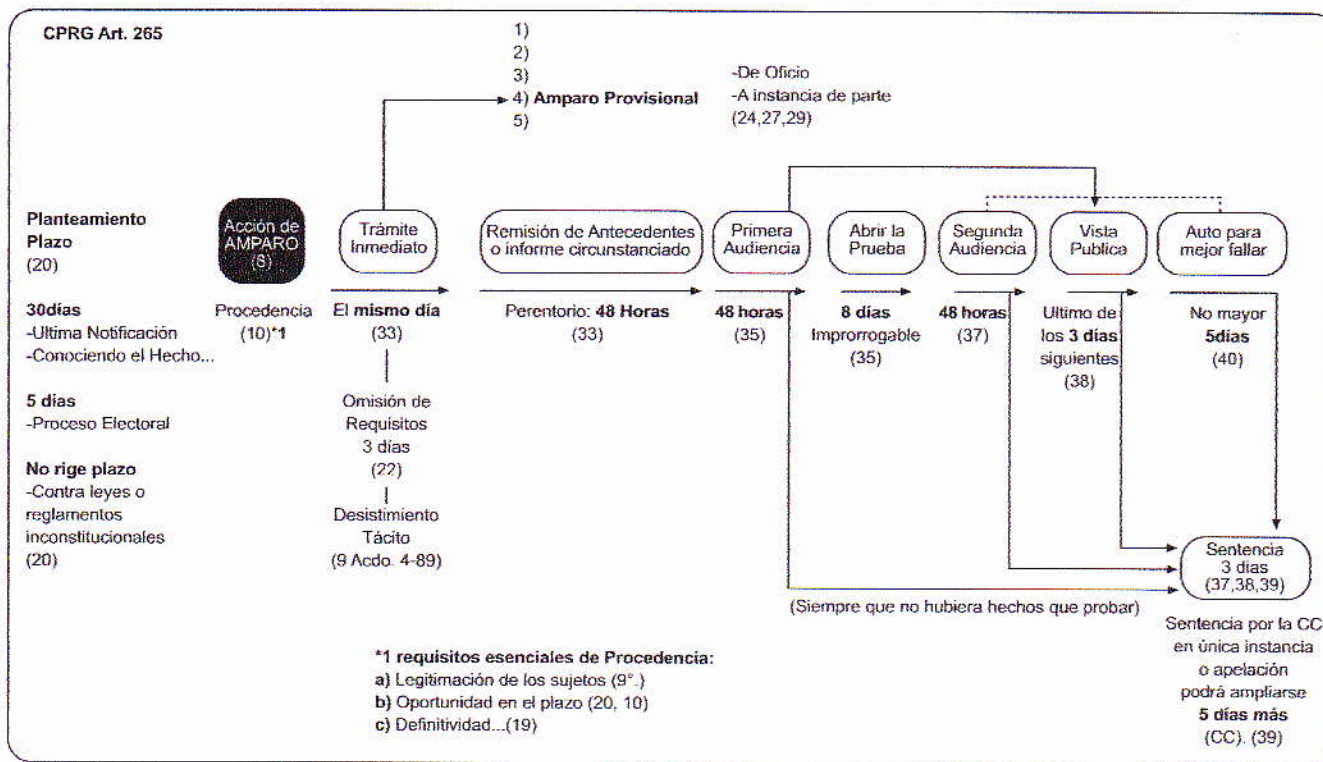 CPRG Art. 265
1)
2)
3)
4) Amparo Provisional
5)
-De Oficio
-A instancia de parte
(24,27,29)
Planteamiento
Plazo
(20)
30días
-Ultima Notificación
-Conociendo el Hecho...
5 días
-Proceso Electoral
No rige plazo
-Contra leyes o
reglamentos
inconstitucionales
(20)
Acción de
AMPARO
(8)
Procedencia
(10)*1
Trámite
Inmediato
El mismo día
(33)
Omisión de
Requisitos
3 días
(22)
Desistimiento
Tácito
(9 Acdo. 4-89)
Remisión de Antecedentes
o informe circunstanciado
Perentorio: 48 Horas
(33)
Primera
Audiencia
48 horas
(35)
Abrir la
Prueba
8 días
Improrrogable
(35)
Segunda
Audiencia
48 horas
(37)
Vista
Publica
Ultimo de
los 3 días
siguientes
(38)
Auto para
mejor fallar
No mayor
5días
(40)
Sentencia
3 días
(37,38,39)
(Siempre que no hubiera hechos que probar)
Sentencia por la CC
en única instancia
o apelación
podrá ampliarse
5 días más
(CC). (39)
*1 requisitos esenciales de Procedencia:
a) Legitimación de los sujetos (9°.)
b) Oportunidad en el plazo (20, 10)
c) Definitividad...(19)